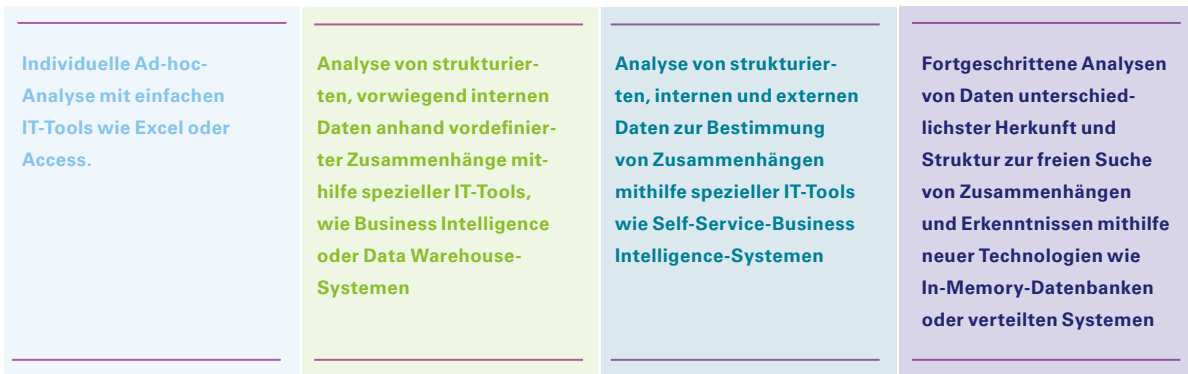 Individuelle Ad-hoc-
Analyse mit einfachen
IT-Tools wie Excel oder
Access.
Analyse von strukturier-
ten, vorwiegend internen
Daten anhand vordefinier-
ter Zusammenhänge mit-
hilfe spezieller IT-Tools,
wie Business Intelligence
oder Data Warehouse-
Systemen
Analyse von strukturier-
ten, internen und externen
Daten zur Bestimmung
von Zusammenhängen
mithilfe spezieller IT-Tools
wie Self-Service-Business
Intelligence-Systemen
Fortgeschrittene Analysen
von Daten unterschied-
lichster Herkunft und
Struktur zur freien Suche
von Zusammenhängen
und Erkenntnissen mithilfe
neuer Technologien wie
In-Memory-Datenbanken
oder verteilten Systemen